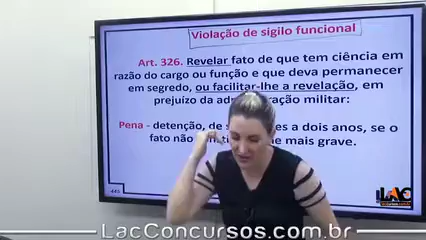 Violação de sigilo funcional
Art. 326. Revelar fato de que tem ciência em
razão do cargo ou função e que deva permanecer
em segredo, ou facilitar-lhe a revelação, em
prejuízo da militar:
Pena - detenção, de a dois anos, se o
fato não mais grave.
LAC
LacConcursos.com.br